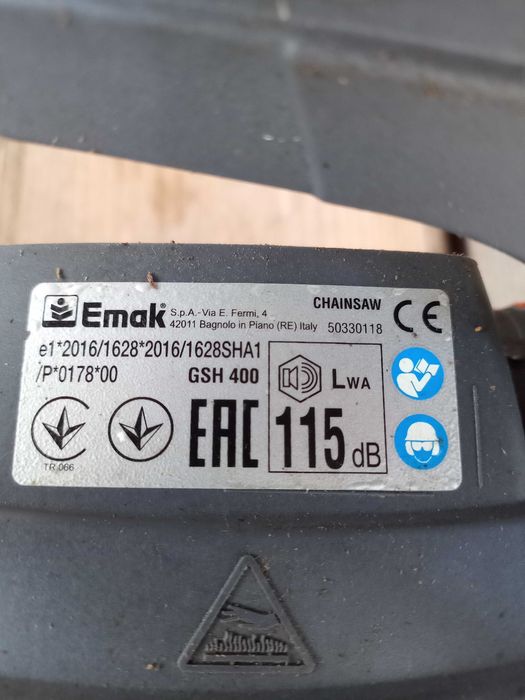 Emak® S.p.A.-Via E. Fermi, 4
42011 Bagnolo in Piano (RE) Italy
CHAINSAW
50330118
CE
e1*2016/1628*2016/1628SHA1
/P*0178*00
GSH 400
LWA
115 dB
TR 066
EAC